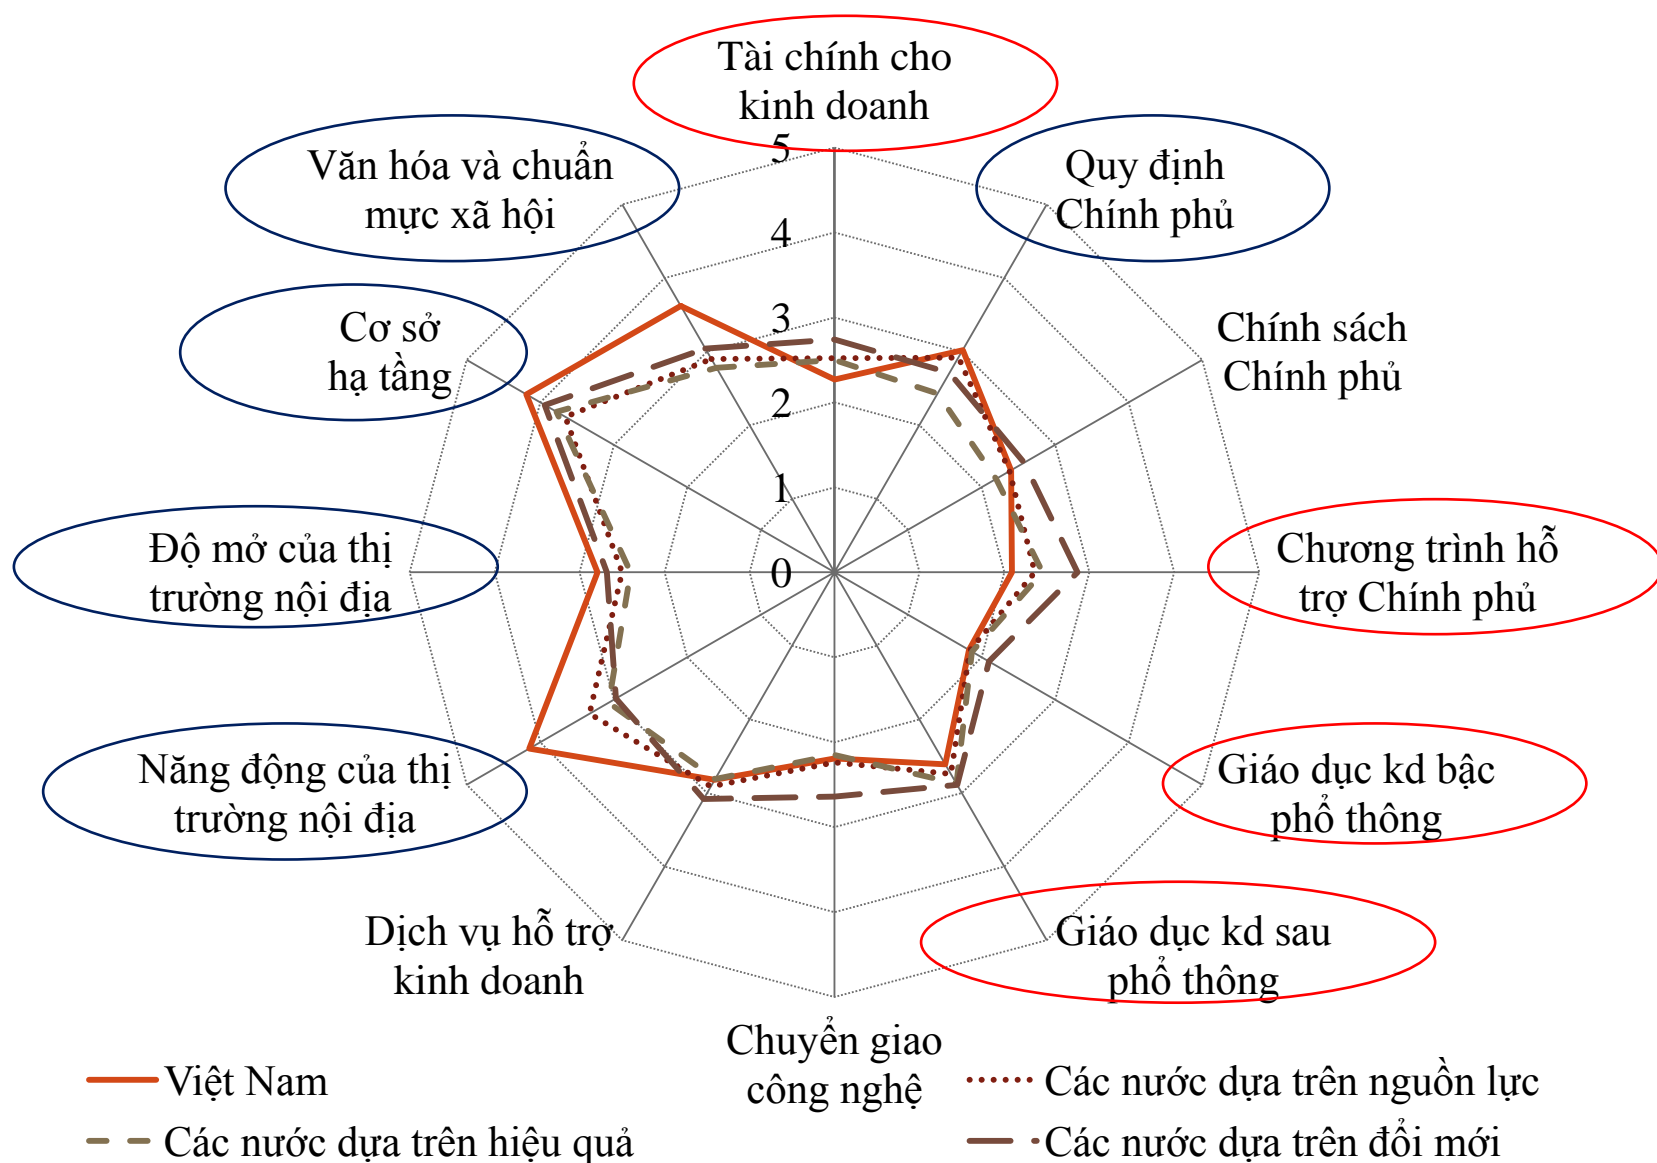 Tài chính cho
kinh doanh
Văn hóa và chuẩn
mực xã hội
Quy định
Chính phủ
5
4
3
2
1
0
Cơ sở
hạ tầng
Chính sách
Chính phủ
Độ mở của thị
trường nội địa
Chương trình hỗ
trợ Chính phủ
Năng động của thị
trường nội địa
Giáo dục kd bậc
phổ thông
Dịch vụ hỗ trợ
kinh doanh
Giáo dục kd sau
phổ thông
Chuyển giao
công nghệ
Việt Nam
Các nước dựa trên nguồn lực
Các nước dựa trên hiệu quả
Các nước dựa trên đổi mới